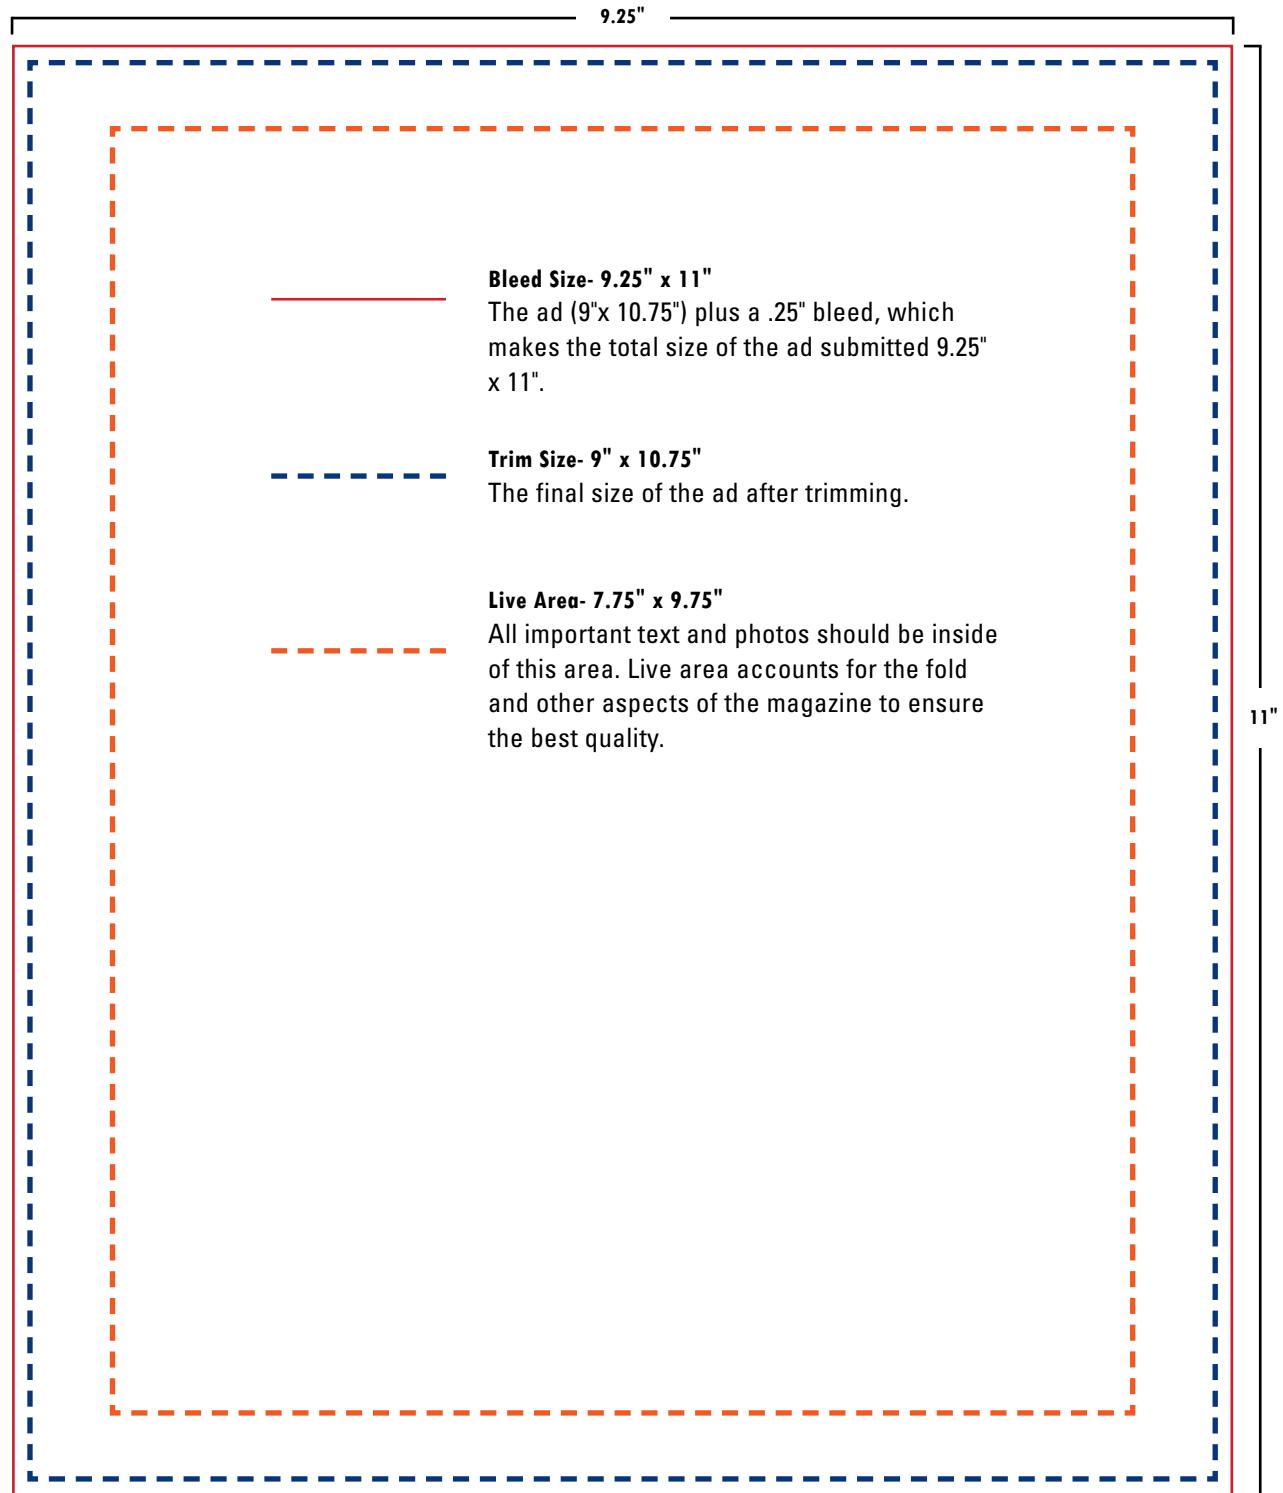 9.25"
Bleed Size- 9.25" x 11"
The ad (9"x 10.75") plus a .25" bleed, which
makes the total size of the ad submitted 9.25"
x 11".
Trim Size- 9" x 10.75"
The final size of the ad after trimming.
Live Area- 7.75" x 9.75"
All important text and photos should be inside
of this area. Live area accounts for the fold
and other aspects of the magazine to ensure
the best quality.
11"